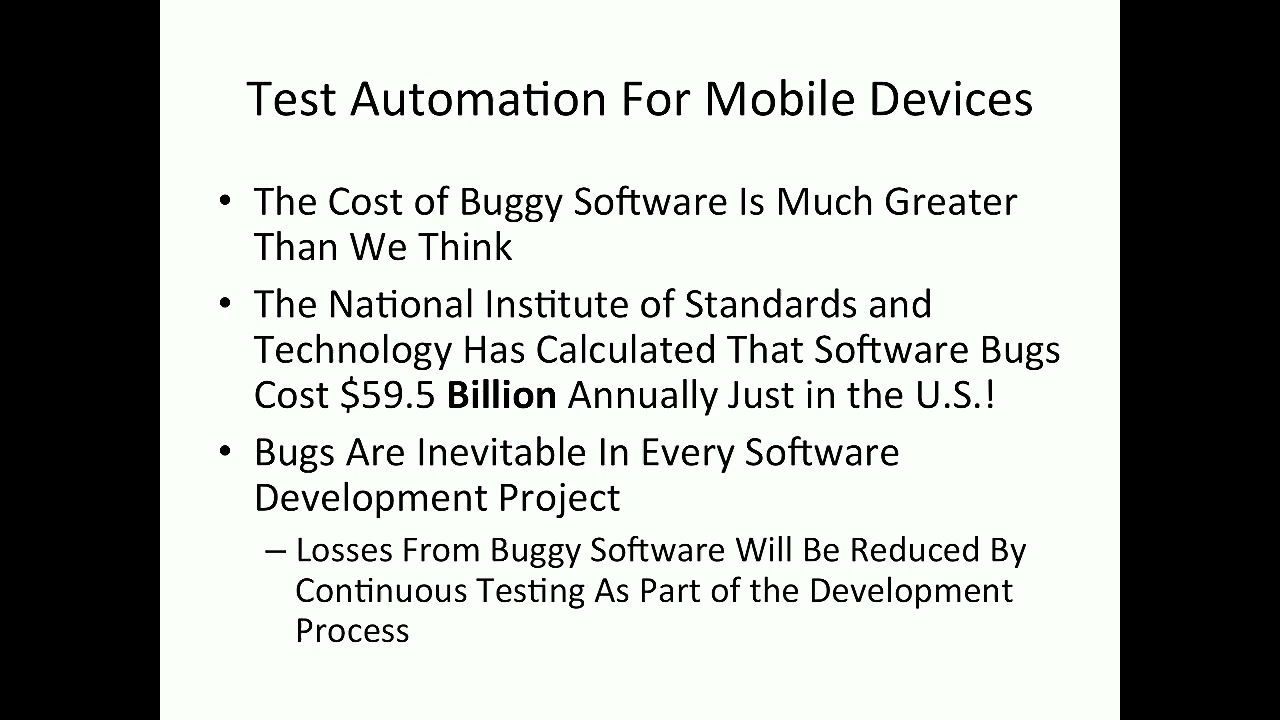 Test Automation For Mobile Devices
• The Cost of Buggy Software Is Much Greater
Than We Think
• The National Institute of Standards and
Technology Has Calculated That Software Bugs
Cost $59.5 Billion Annually Just in the U.S.!
• Bugs Are Inevitable In Every Software
Development Project
– Losses From Buggy Software Will Be Reduced By
Continuous Testing As Part of the Development
Process